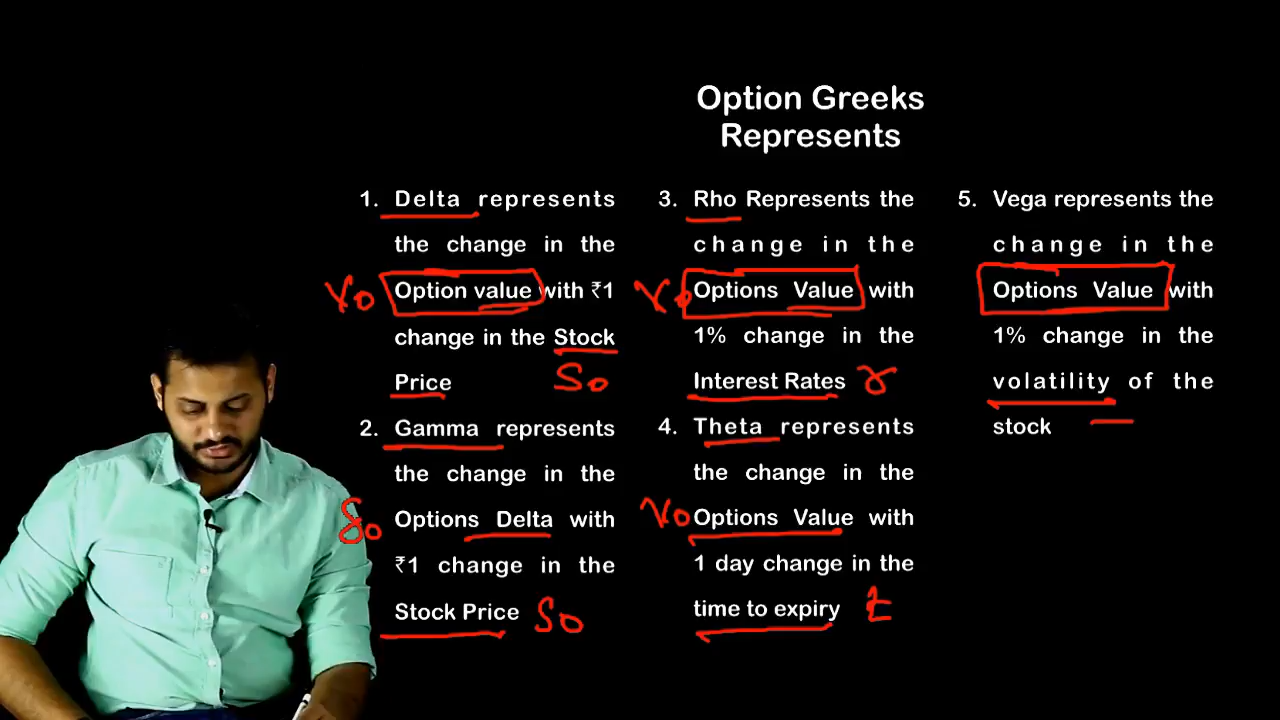 Option Greeks
Represents
1. Delta represents
the change in the
V0 Option value with ₹1
change in the Stock
Price S0
2. Gamma represents
the change in the
δ0 Options Delta with
₹1 change in the
Stock Price S0
3. Rho Represents the
change in the
V0 Options Value with
1% change in the
Interest Rates r
4. Theta represents
the change in the
V0 Options Value with
1 day change in the
time to expiry t
5. Vega represents the
change in the
Options Value with
1% change in the
volatility of the
stock